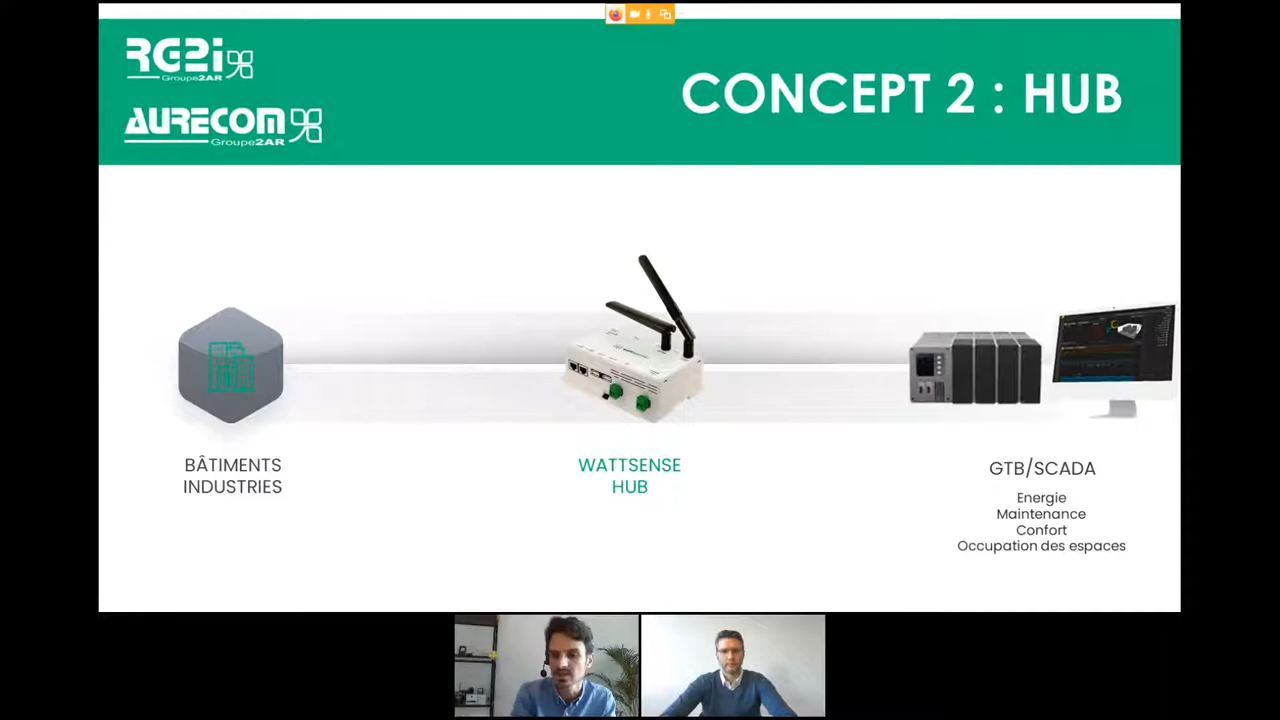 RG2i
Groupe2AR
AURECOM
Groupe2AR
CONCEPT 2 : HUB
BÂTIMENTS
INDUSTRIES
WATTSENSE
HUB
GTB/SCADA
Energie
Maintenance
Confort
Occupation des espaces